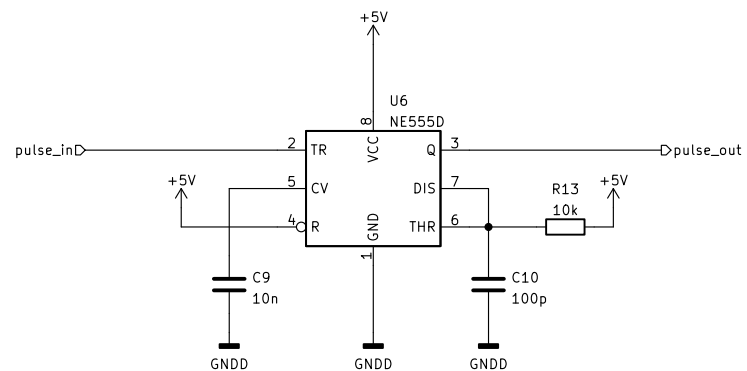 +5V
U6
NE555D
8
VCC
pulse_in
2
TR
Q
3
pulse_out
5
CV
DIS
7
+5V
R13
10k
+5V
4
R
GND
THR
6
1
C9
10n
C10
100p
GNDD
GNDD
GNDD